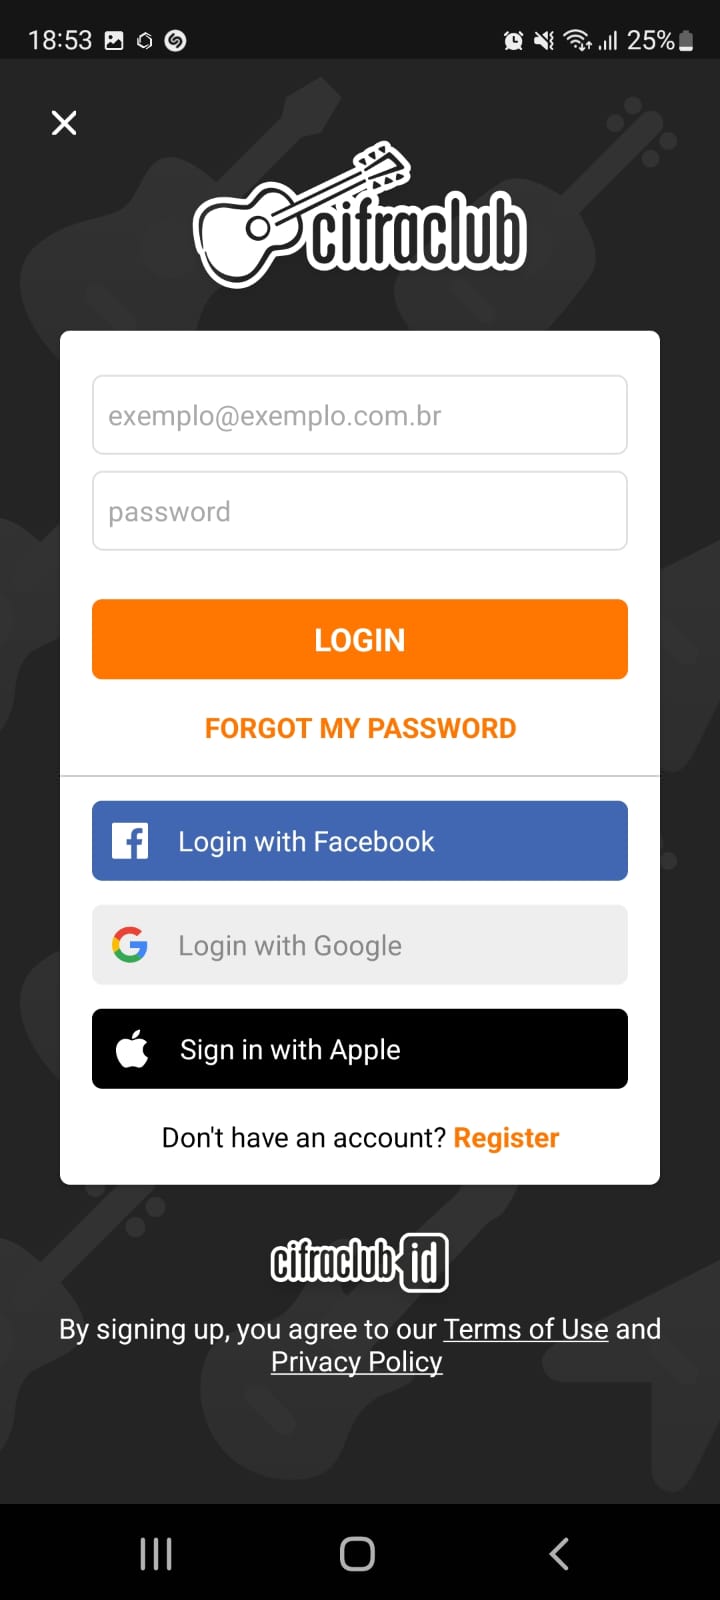 18:53
25%
cifraclub
exemplo@exemplo.com.br
password
LOGIN
FORGOT MY PASSWORD
Login with Facebook
Login with Google
Sign in with Apple
Don't have an account? Register
cifraclub id
By signing up, you agree to our Terms of Use and
Privacy Policy